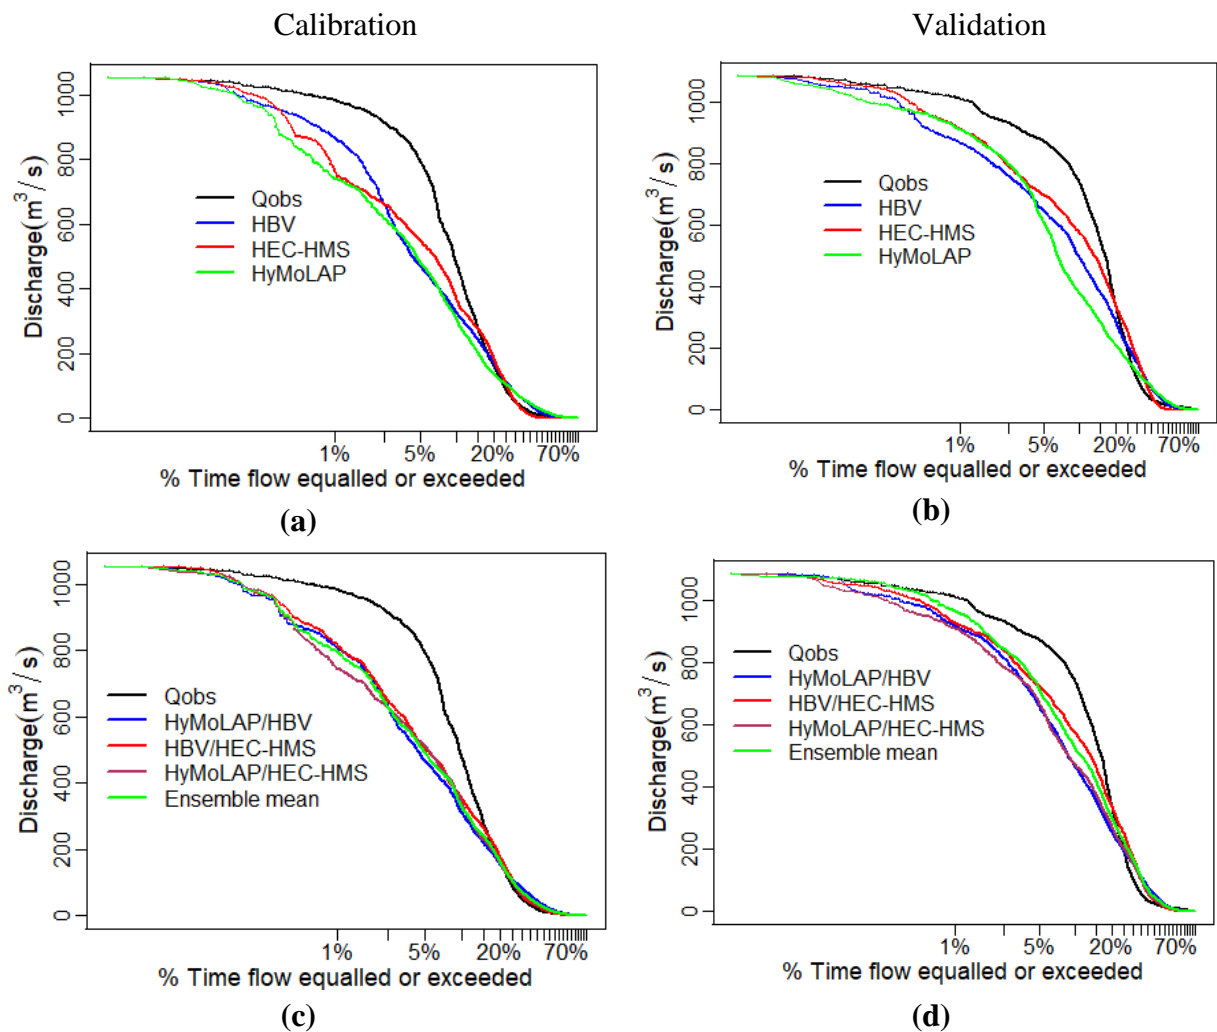 Calibration
Validation
Discharge(m³/s)
0 200 400 600 800 1000
Qobs
HBV
HEC-HMS
HyMoLAP
1% 5% 20% 70%
% Time flow equalled or exceeded
(a)
Discharge(m³/s)
0 200 400 600 800 1000
Qobs
HBV
HEC-HMS
HyMoLAP
1% 5% 20% 70%
% Time flow equalled or exceeded
(b)
Discharge(m³/s)
0 200 400 600 800 1000
Qobs
HyMoLAP/HBV
HBV/HEC-HMS
HyMoLAP/HEC-HMS
Ensemble mean
1% 5% 20% 70%
% Time flow equalled or exceeded
(c)
Discharge(m³/s)
0 200 400 600 800 1000
Qobs
HyMoLAP/HBV
HBV/HEC-HMS
HyMoLAP/HEC-HMS
Ensemble mean
1% 5% 20% 70%
% Time flow equalled or exceeded
(d)